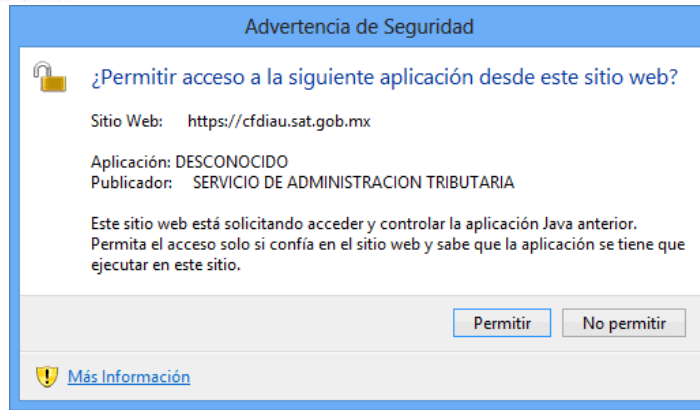 Advertencia de Seguridad
¿Permitir acceso a la siguiente aplicación desde este sitio web?
Sitio Web: https://cfdiau.sat.gob.mx
Aplicación: DESCONOCIDO
Publicador: SERVICIO DE ADMINISTRACION TRIBUTARIA
Este sitio web está solicitando acceder y controlar la aplicación Java anterior.
Permita el acceso solo si confía en el sitio web y sabe que la aplicación se tiene que
ejecutar en este sitio.
Permitir No permitir
Más Información